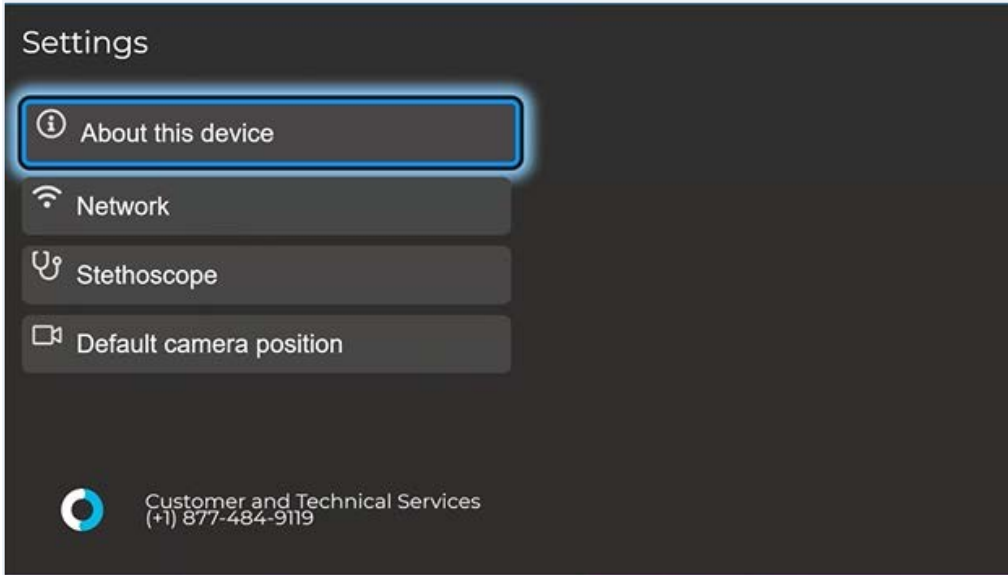 Settings
About this device
Network
Stethoscope
Default camera position
Customer and Technical Services
(+1) 877-484-9119